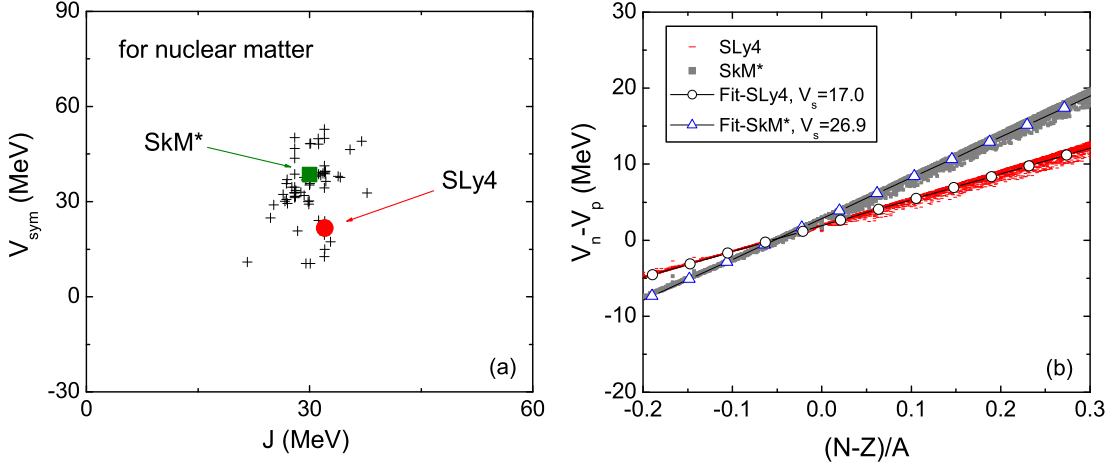 90
60
30
0
-30
0
30
60
V_sym (MeV)
J (MeV)
for nuclear matter
SkM*
SLy4
(a)
30
20
10
0
-10
-20
-0.2
-0.1
0.0
0.1
0.2
0.3
V_n-V_p (MeV)
(N-Z)/A
SLy4
SkM*
Fit-SLy4, V_s=17.0
Fit-SkM*, V_s=26.9
(b)